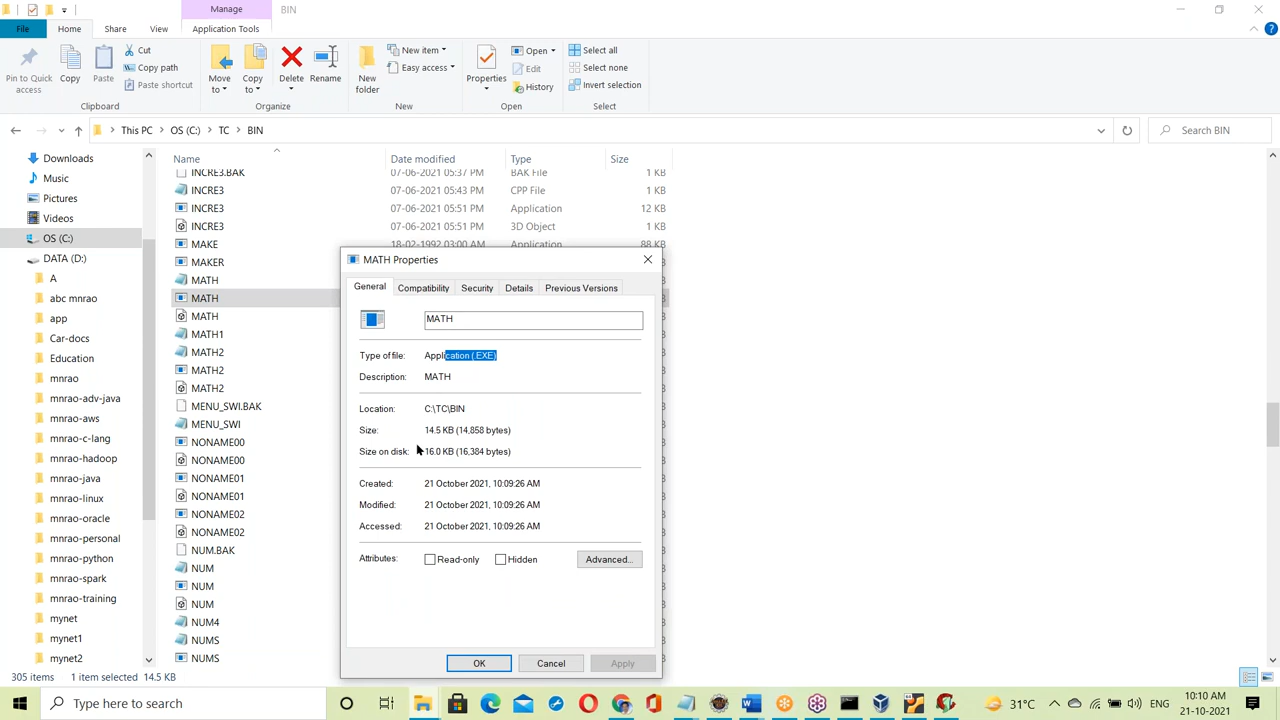 Manage
BIN
File
Home
Share
View
Application Tools
Pin to Quick access
Copy
Paste
Cut
Copy path
Paste shortcut
Clipboard
Move to
Copy to
Delete
Rename
Organize
New folder
New item
Easy access
New
Properties
Open
Edit
History
Open
Select all
Select none
Invert selection
Select
This PC
OS (C:)
TC
BIN
Search BIN
Downloads
Music
Pictures
Videos
OS (C:)
DATA (D:)
A
abc mnrao
app
Car-docs
Education
mnrao
mnrao-adv-java
mnrao-aws
mnrao-c-lang
mnrao-hadoop
mnrao-java
mnrao-linux
mnrao-oracle
mnrao-personal
mnrao-python
mnrao-spark
mnrao-training
mynet
mynet1
mynet2
Name Date modified Type Size
INCRE3.BAK 07-06-2021 05:37 PM BAK File 1 KB
INCRE3 07-06-2021 05:43 PM CPP File 1 KB
INCRE3 07-06-2021 05:51 PM Application 12 KB
INCRE3 07-06-2021 05:51 PM 3D Object 1 KB
MAKE 18-02-1992 03:00 AM Application 88 KB
MAKER
MATH
MATH
MATH
MATH1
MATH2
MATH2
MATH2
MENU_SWI.BAK
MENU_SWI
NONAME00
NONAME00
NONAME01
NONAME01
NONAME02
NONAME02
NUM.BAK
NUM
NUM
NUM
NUM4
NUMS
NUMS
MATH Properties
General
Compatibility
Security
Details
Previous Versions
MATH
Type of file: Application (.EXE)
Description: MATH
Location: C:\TC\BIN
Size: 14.5 KB (14,858 bytes)
Size on disk: 16.0 KB (16,384 bytes)
Created: 21 October 2021, 10:09:26 AM
Modified: 21 October 2021, 10:09:26 AM
Accessed: 21 October 2021, 10:09:26 AM
Attributes: Read-only Hidden Advanced...
OK
Cancel
Apply
305 items 1 item selected 14.5 KB
Type here to search
31°C
ENG
10:10 AM
21-10-2021